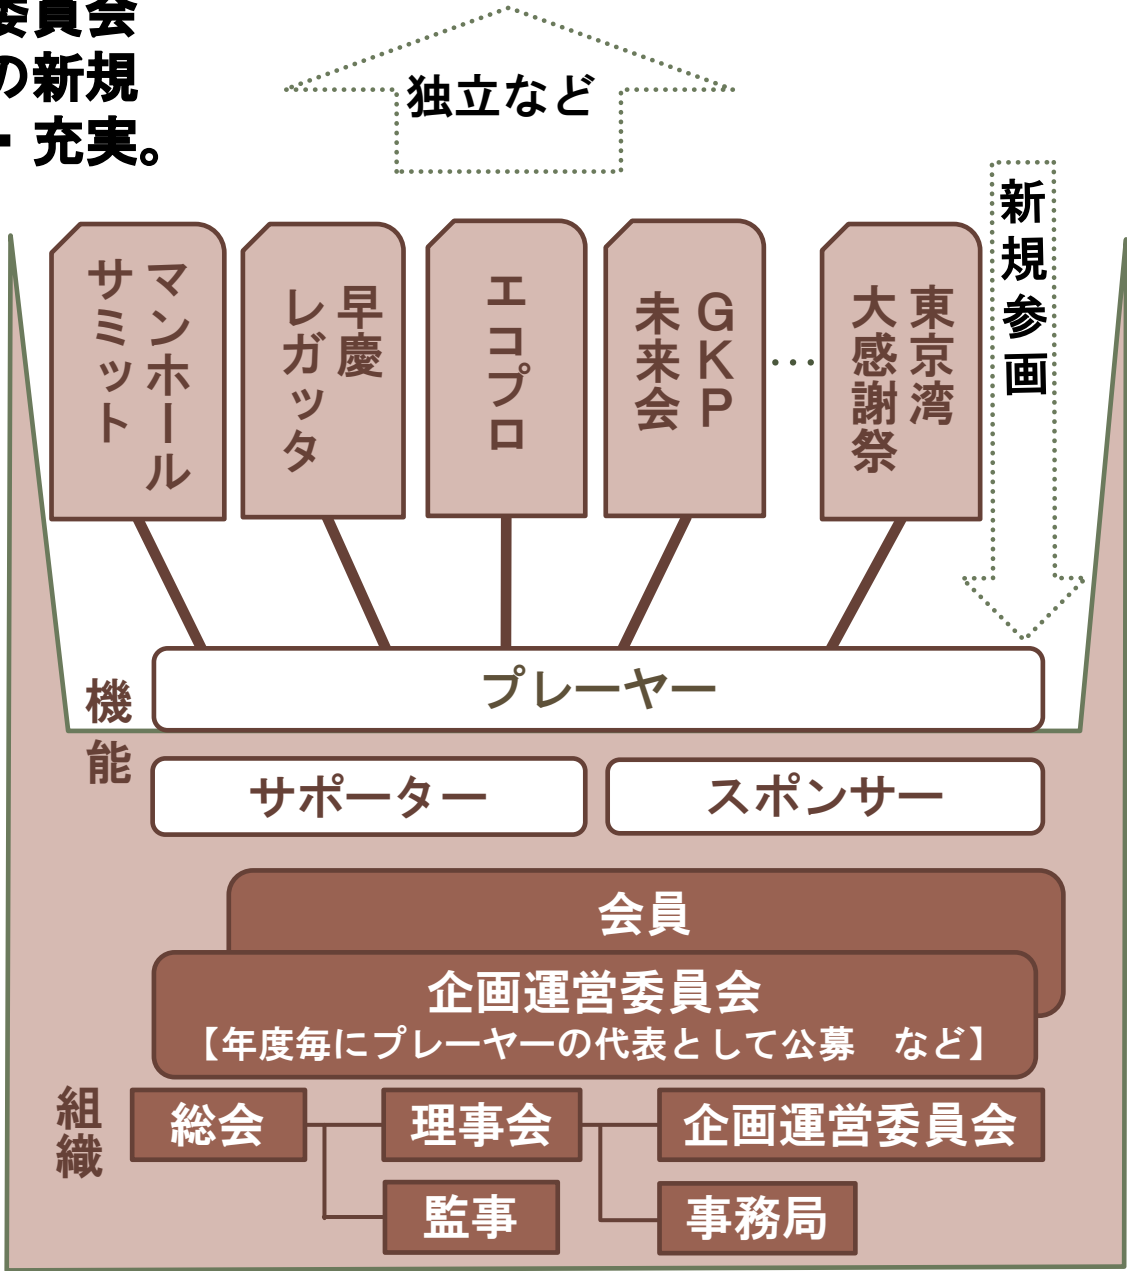 委員会
の新規
・充実。
独立など
新規参画
マンホール
サミット
早慶
レガッタ
エコプロ
GKP
未来会
…
東京湾
大感謝祭
プレーヤー
機能
サポーター
スポンサー
会員
企画運営委員会
【年度毎にプレーヤーの代表として公募　など】
組織
総会
理事会
企画運営委員会
監事
事務局